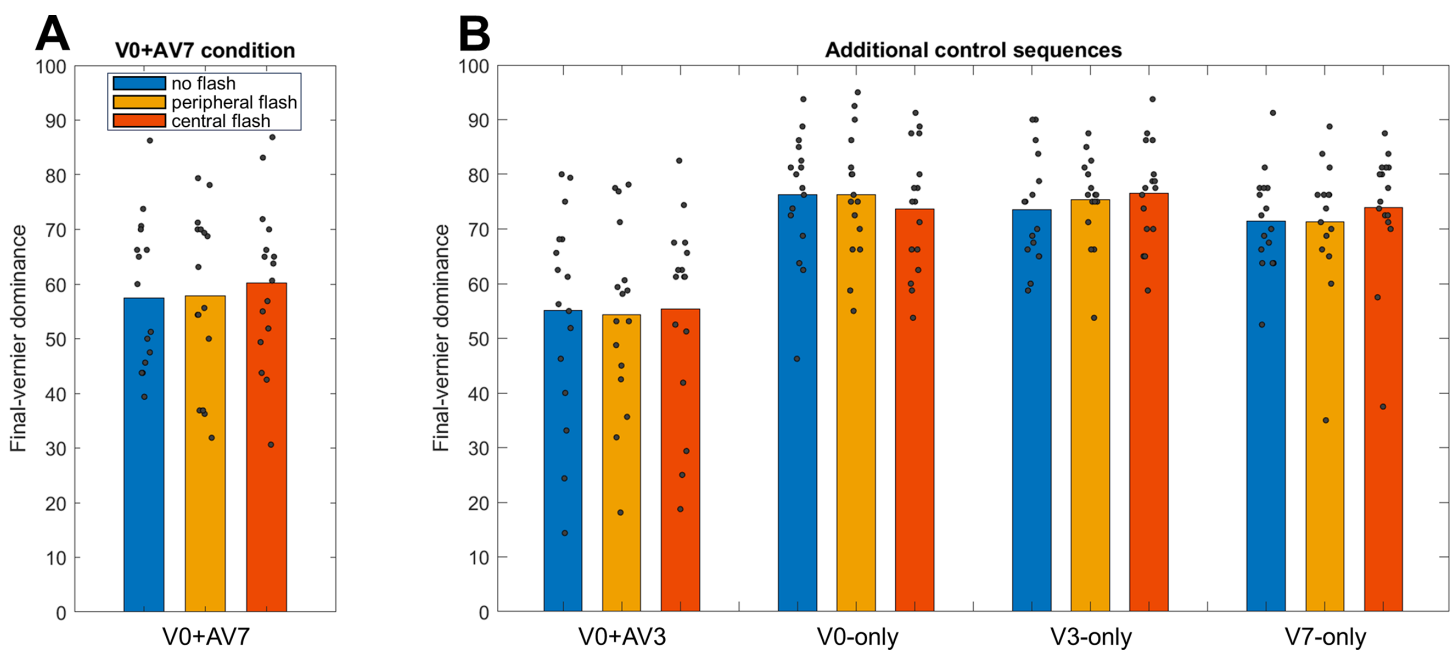 A
V0+AV7 condition
Final-vernier dominance
100
90
80
70
60
50
40
30
20
10
0
no flash
peripheral flash
central flash
V0+AV7
B
Additional control sequences
Final-vernier dominance
100
90
80
70
60
50
40
30
20
10
0
V0+AV3
V0-only
V3-only
V7-only